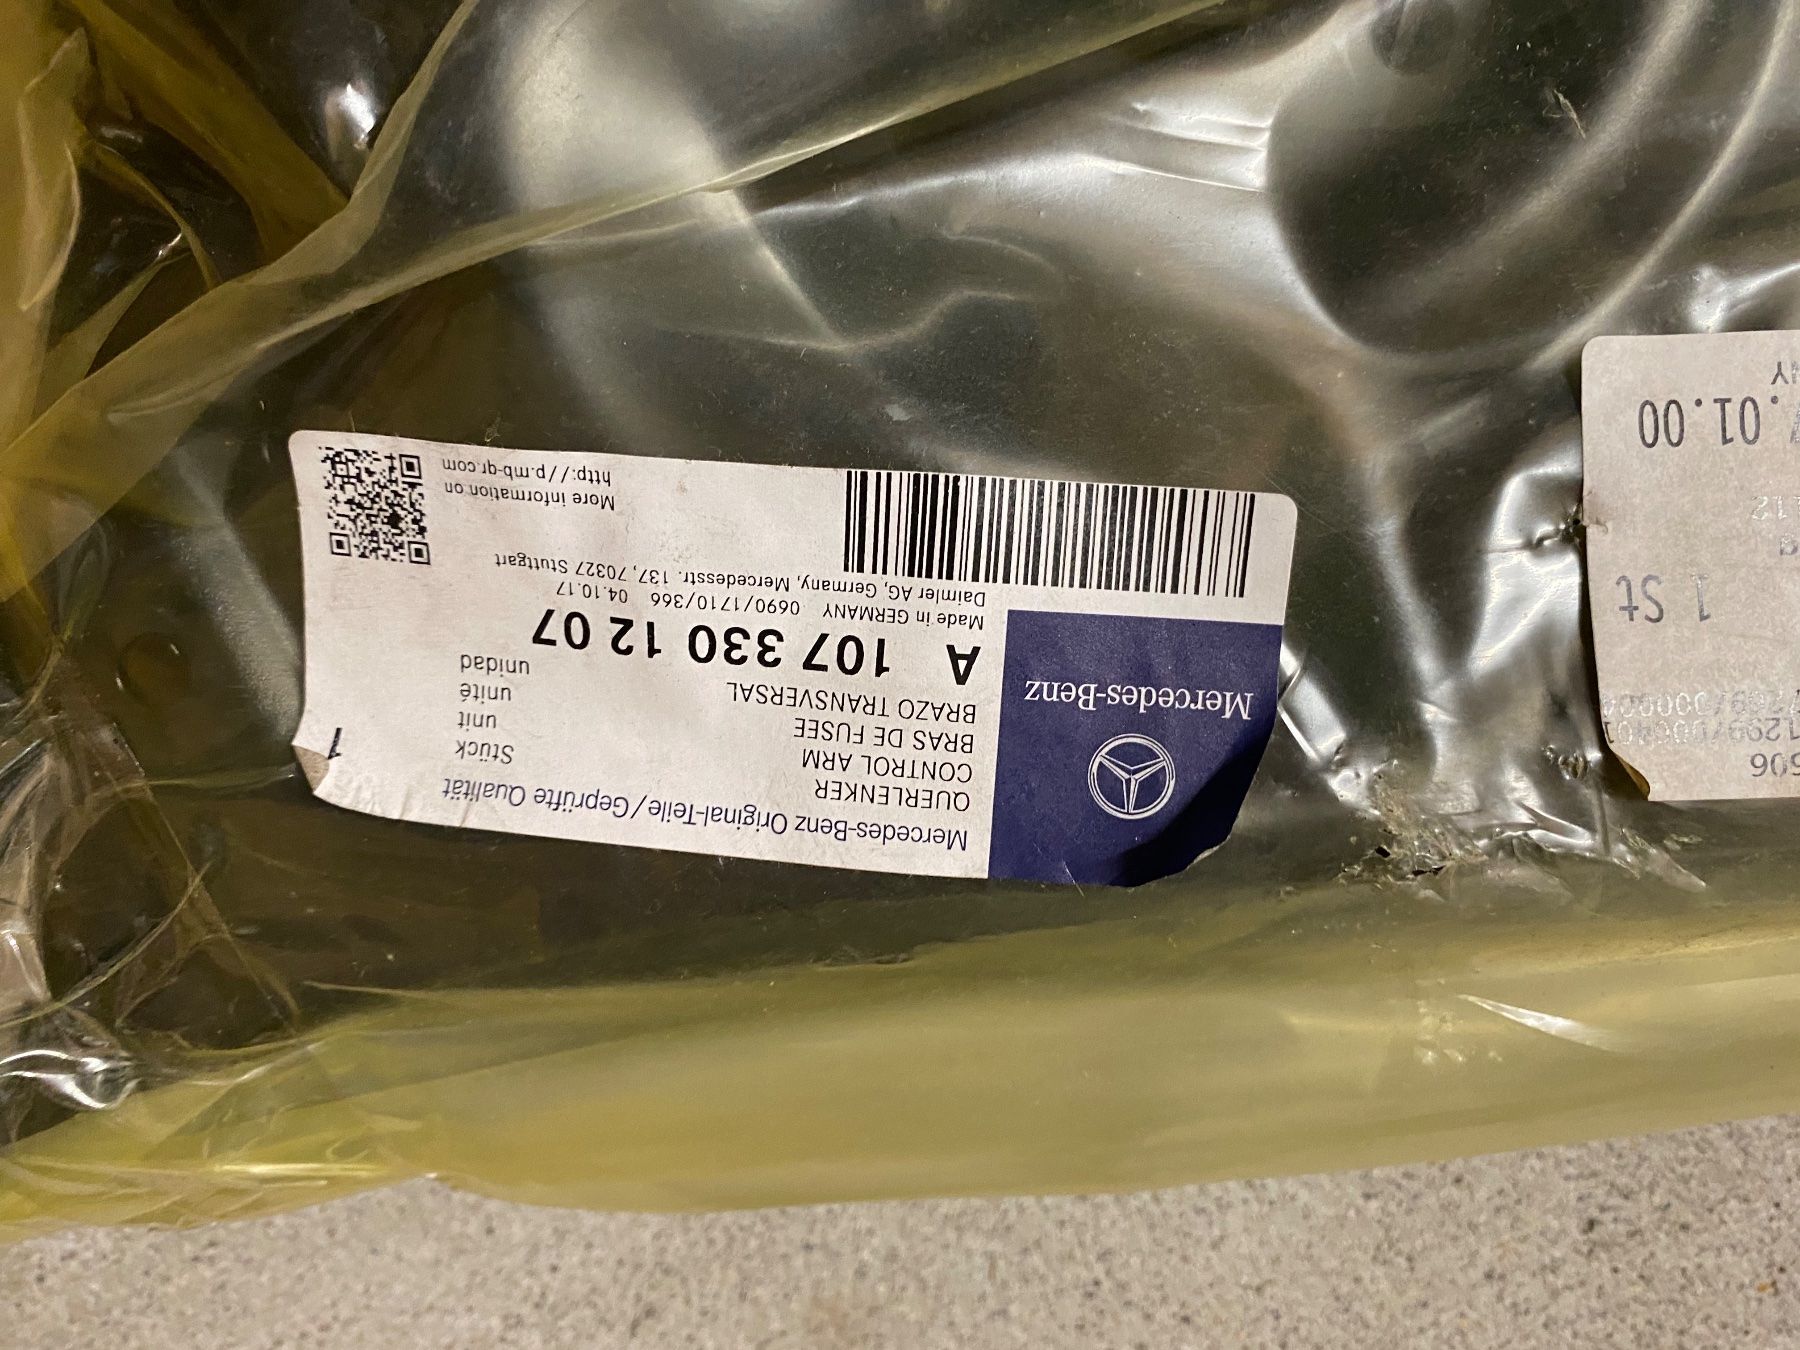 Mercedes-Benz
Mercedes-Benz Original-Teile/Geprüfte Qualität
QUERLENKER
CONTROL ARM
BRAS DE FUSEE
BRAZO TRANSVERSAL
Stück
unit
unité
unidad
1
A 107 330 12 07
Made in GERMANY 0690/1710/366 04.10.17
Daimler AG, Germany, Mercedesstr. 137, 70327 Stuttgart
More information on
http://p.mb-qr.com
1 St
.01.00